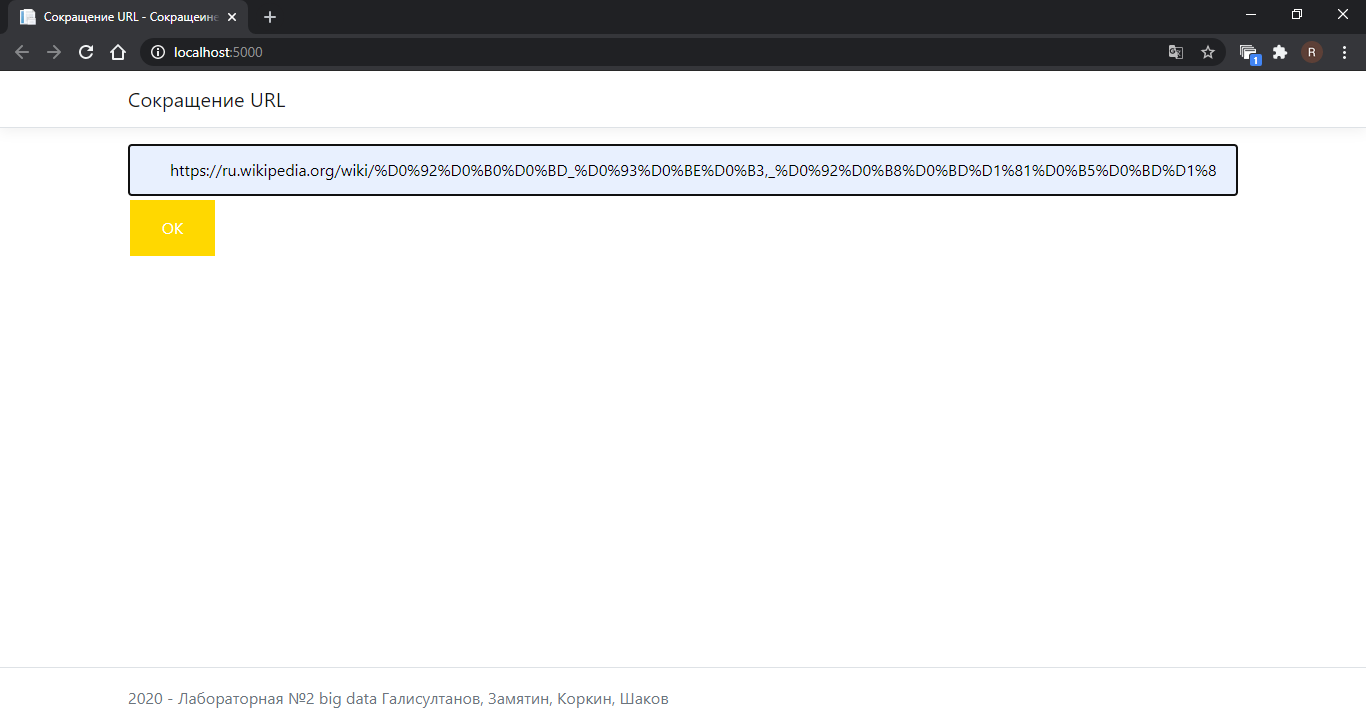 Сокращение URL - Сокращеине
localhost:5000
1
R
Сокращение URL
https://ru.wikipedia.org/wiki/%D0%92%D0%B0%D0%BD_%D0%93%D0%BE%D0%B3,_%D0%92%D0%B8%D0%BD%D1%81%D0%B5%D0%BD%D1%8
OK
2020 - Лабораторная №2 big data Галисултанов, Замятин, Коркин, Шаков